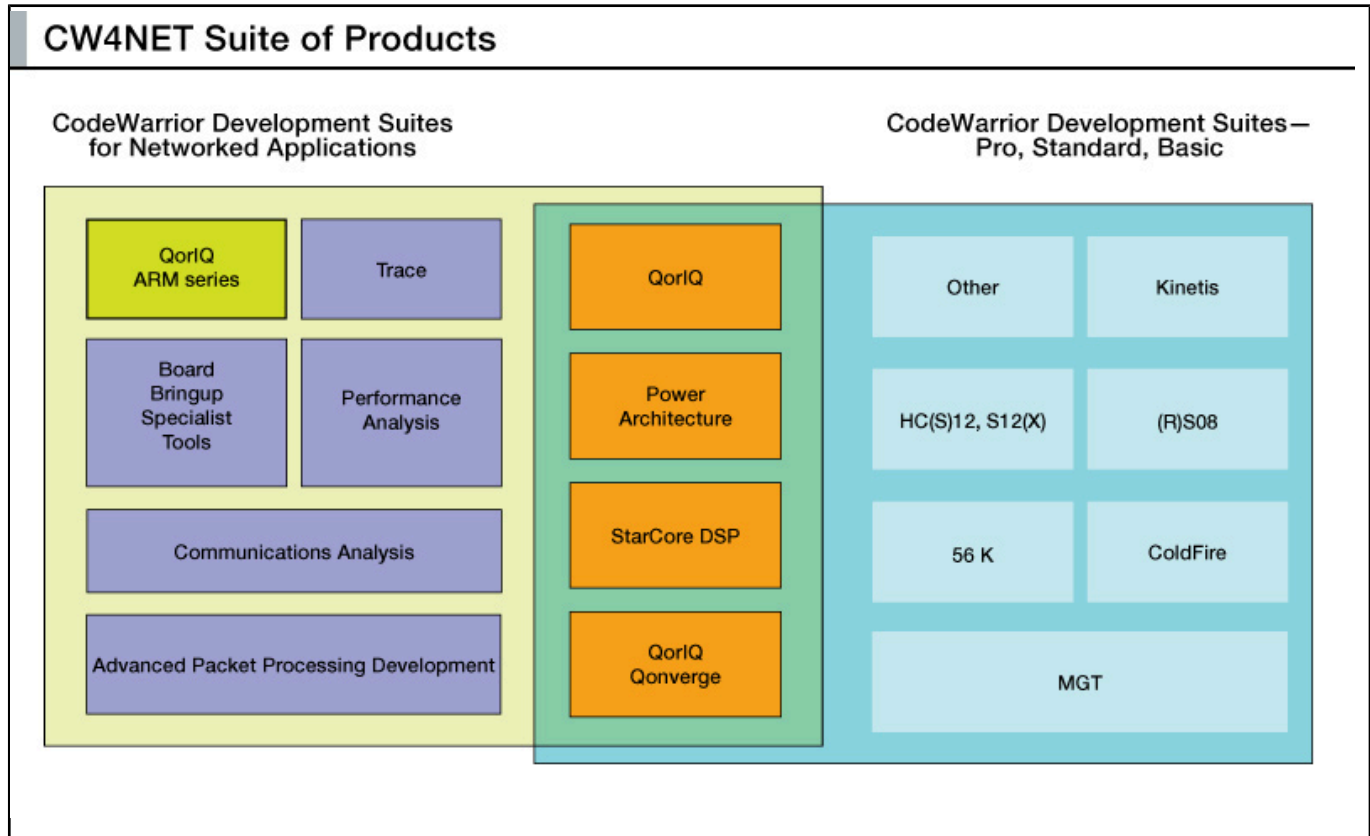 CW4NET Suite of Products
CodeWarrior Development Suites
for Networked Applications
CodeWarrior Development Suites—
Pro, Standard, Basic
QorIQ
ARM series
Trace
Board
Bringup
Specialist
Tools
Performance
Analysis
Communications Analysis
Advanced Packet Processing Development
QorIQ
Power
Architecture
StarCore DSP
QorIQ
Qonverge
Other
Kinetis
HC(S)12, S12(X)
(R)S08
56 K
ColdFire
MGT